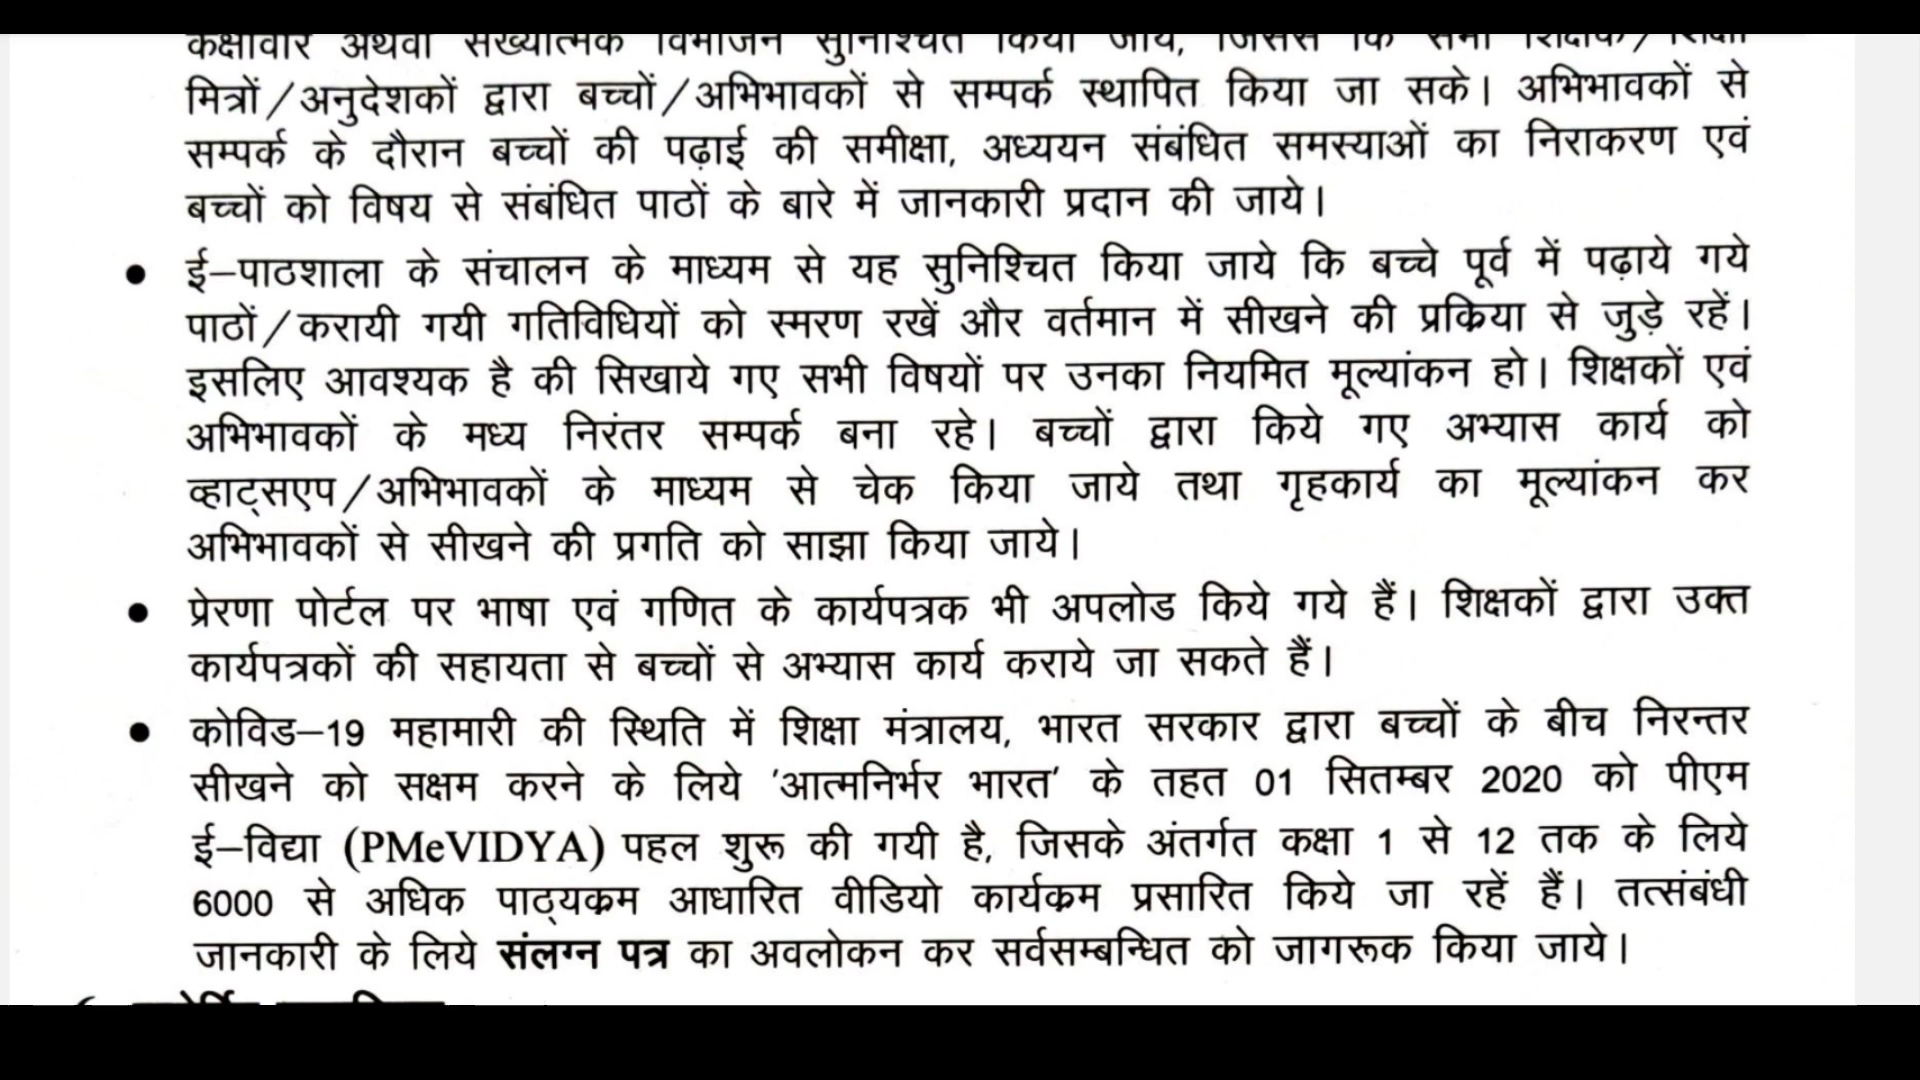 कक्षावार अथवा संख्यात्मक विभाजन सुनिश्चित किया जाये, जिससे कि सभी शिक्षक/शिक्षा
मित्रों/अनुदेशकों द्वारा बच्चों/अभिभावकों से सम्पर्क स्थापित किया जा सके। अभिभावकों से
सम्पर्क के दौरान बच्चों की पढ़ाई की समीक्षा, अध्ययन संबंधित समस्याओं का निराकरण एवं
बच्चों को विषय से संबंधित पाठों के बारे में जानकारी प्रदान की जाये।
● ई–पाठशाला के संचालन के माध्यम से यह सुनिश्चित किया जाये कि बच्चे पूर्व में पढ़ाये गये
पाठों/करायी गयी गतिविधियों को स्मरण रखें और वर्तमान में सीखने की प्रक्रिया से जुड़े रहें।
इसलिए आवश्यक है की सिखाये गए सभी विषयों पर उनका नियमित मूल्यांकन हो। शिक्षकों एवं
अभिभावकों के मध्य निरंतर सम्पर्क बना रहे। बच्चों द्वारा किये गए अभ्यास कार्य को
व्हाट्सएप/अभिभावकों के माध्यम से चेक किया जाये तथा गृहकार्य का मूल्यांकन कर
अभिभावकों से सीखने की प्रगति को साझा किया जाये।
● प्रेरणा पोर्टल पर भाषा एवं गणित के कार्यपत्रक भी अपलोड किये गये हैं। शिक्षकों द्वारा उक्त
कार्यपत्रकों की सहायता से बच्चों से अभ्यास कार्य कराये जा सकते हैं।
● कोविड–19 महामारी की स्थिति में शिक्षा मंत्रालय, भारत सरकार द्वारा बच्चों के बीच निरन्तर
सीखने को सक्षम करने के लिये 'आत्मनिर्भर भारत' के तहत 01 सितम्बर 2020 को पीएम
ई–विद्या (PMeVIDYA) पहल शुरू की गयी है, जिसके अंतर्गत कक्षा 1 से 12 तक के लिये
6000 से अधिक पाठ्यक्रम आधारित वीडियो कार्यक्रम प्रसारित किये जा रहें हैं। तत्संबंधी
जानकारी के लिये संलग्न पत्र का अवलोकन कर सर्वसम्बन्धित को जागरूक किया जाये।